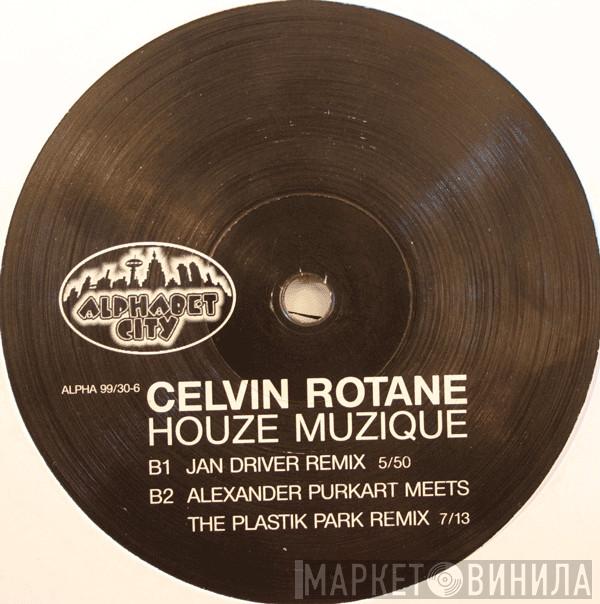 ALPHABET
CITY
ALPHA 99/30-6
CELVIN ROTANE
HOUZE MUZIQUE
B1 JAN DRIVER REMIX 5/50
B2 ALEXANDER PURKART MEETS
THE PLASTIK PARK REMIX 7/13
МАРКЕТ ВИНИЛА